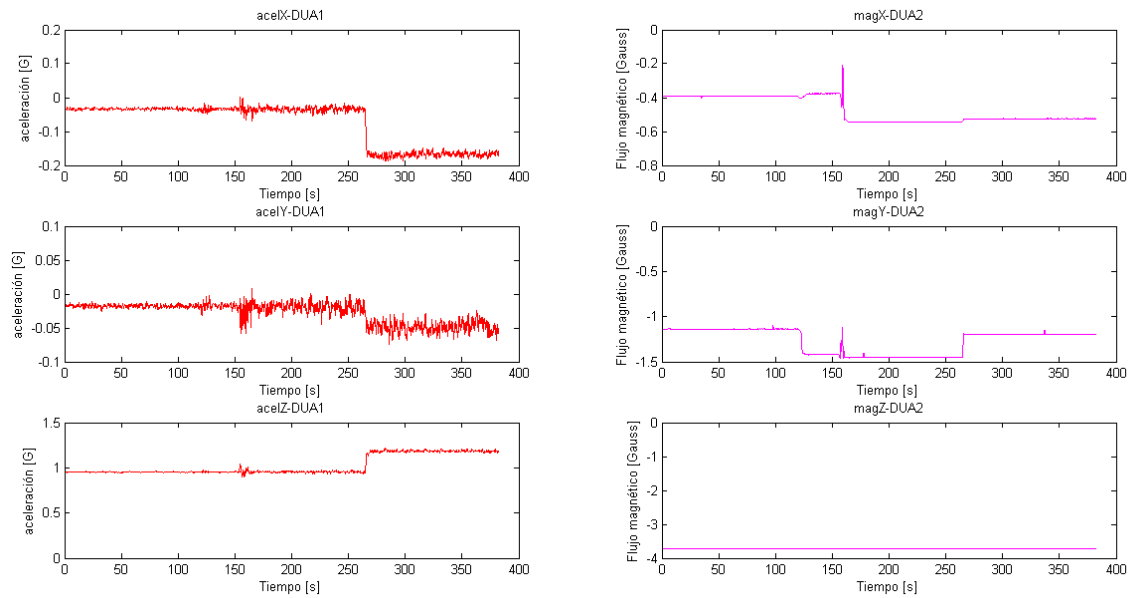 acelX-DUA1
aceleración [G]
0.2
0.1
0
-0.1
0.2
0 50 100 150 200 250 300 350 400
Tiempo [s]
acelY-DUA1
aceleración [G]
0.1
0.05
0
-0.05
-0.1
0 50 100 150 200 250 300 350 400
Tiempo [s]
acelZ-DUA1
aceleración [G]
1.5
1
0.5
0
0 50 100 150 200 250 300 350 400
Tiempo [s]
magX-DUA2
Flujo magnético [Gauss]
0
-0.2
-0.4
-0.6
-0.8
0 50 100 150 200 250 300 350 400
Tiempo [s]
magY-DUA2
Flujo magnético [Gauss]
0
-0.5
-1
-1.5
0 50 100 150 200 250 300 350 400
Tiempo [s]
magZ-DUA2
Flujo magnético [Gauss]
0
-1
-2
-3
-4
0 50 100 150 200 250 300 350 400
Tiempo [s]